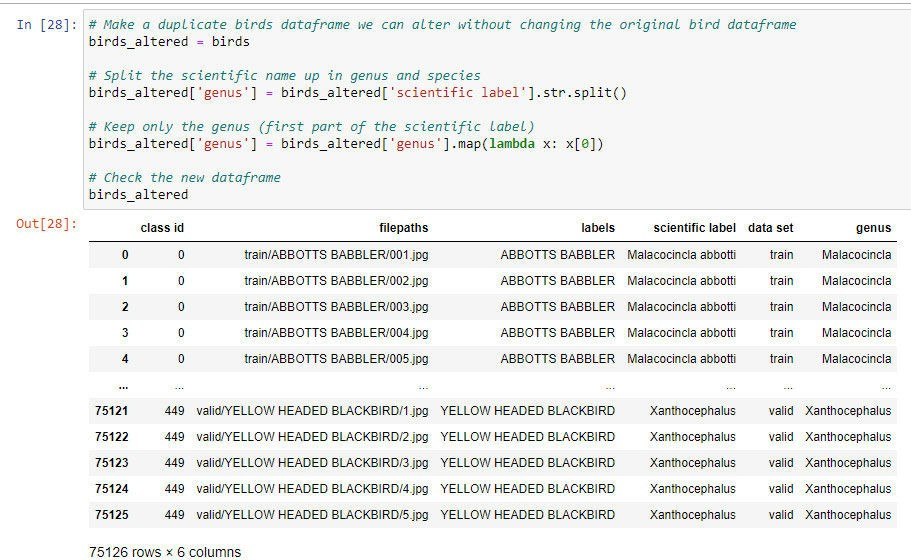 In [28]: # Make a duplicate birds dataframe we can alter without changing the original bird dataframe
birds_altered = birds
# Split the scientific name up in genus and species
birds_altered['genus'] = birds_altered['scientific label'].str.split()
# Keep only the genus (first part of the scientific label)
birds_altered['genus'] = birds_altered['genus'].map(lambda x: x[0])
# Check the new dataframe
birds_altered
Out[28]:
class id filepaths labels scientific label data set genus
0 0 train/ABBOTTS BABBLER/001.jpg ABBOTTS BABBLER Malacocincla abbotti train Malacocincla
1 0 train/ABBOTTS BABBLER/002.jpg ABBOTTS BABBLER Malacocincla abbotti train Malacocincla
2 0 train/ABBOTTS BABBLER/003.jpg ABBOTTS BABBLER Malacocincla abbotti train Malacocincla
3 0 train/ABBOTTS BABBLER/004.jpg ABBOTTS BABBLER Malacocincla abbotti train Malacocincla
4 0 train/ABBOTTS BABBLER/005.jpg ABBOTTS BABBLER Malacocincla abbotti train Malacocincla
... ... ... ... ... ... ...
75121 449 valid/YELLOW HEADED BLACKBIRD/1.jpg YELLOW HEADED BLACKBIRD Xanthocephalus valid Xanthocephalus
75122 449 valid/YELLOW HEADED BLACKBIRD/2.jpg YELLOW HEADED BLACKBIRD Xanthocephalus valid Xanthocephalus
75123 449 valid/YELLOW HEADED BLACKBIRD/3.jpg YELLOW HEADED BLACKBIRD Xanthocephalus valid Xanthocephalus
75124 449 valid/YELLOW HEADED BLACKBIRD/4.jpg YELLOW HEADED BLACKBIRD Xanthocephalus valid Xanthocephalus
75125 449 valid/YELLOW HEADED BLACKBIRD/5.jpg YELLOW HEADED BLACKBIRD Xanthocephalus valid Xanthocephalus
75126 rows × 6 columns